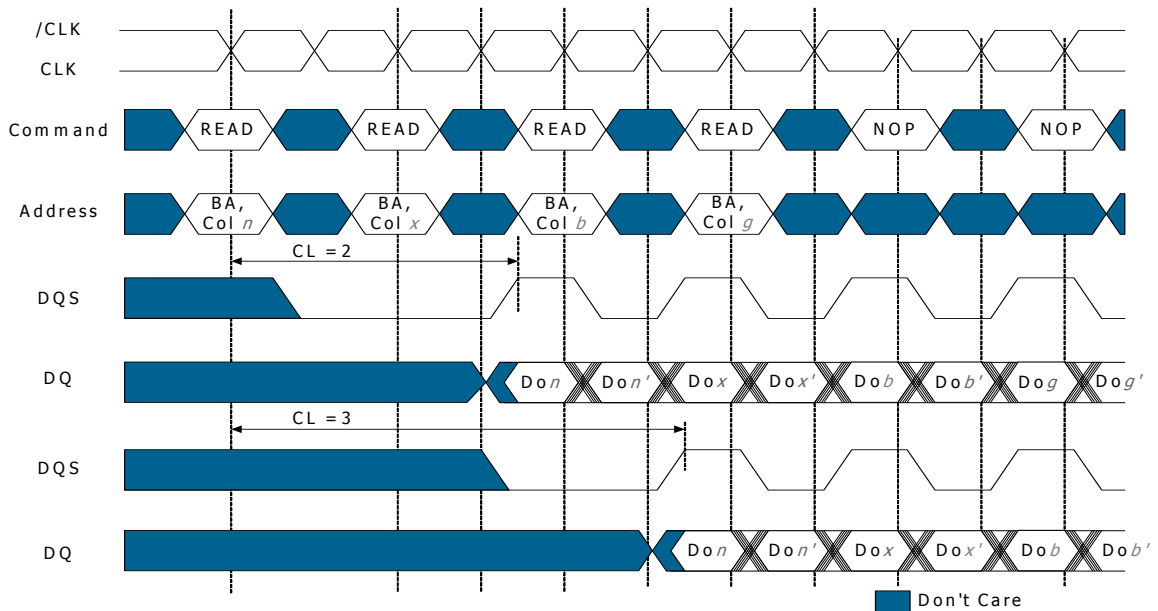 /CLK
CLK
Command READ READ READ READ NOP NOP
Address BA, Col n BA, Col x BA, Col b BA, Col g
CL = 2
DQS
DQ Do n Do n' Do x Do x' Do b Do b' Do g Do g'
CL = 3
DQS
DQ Do n Do n' Do x Do x' Do b Do b'
Don't Care